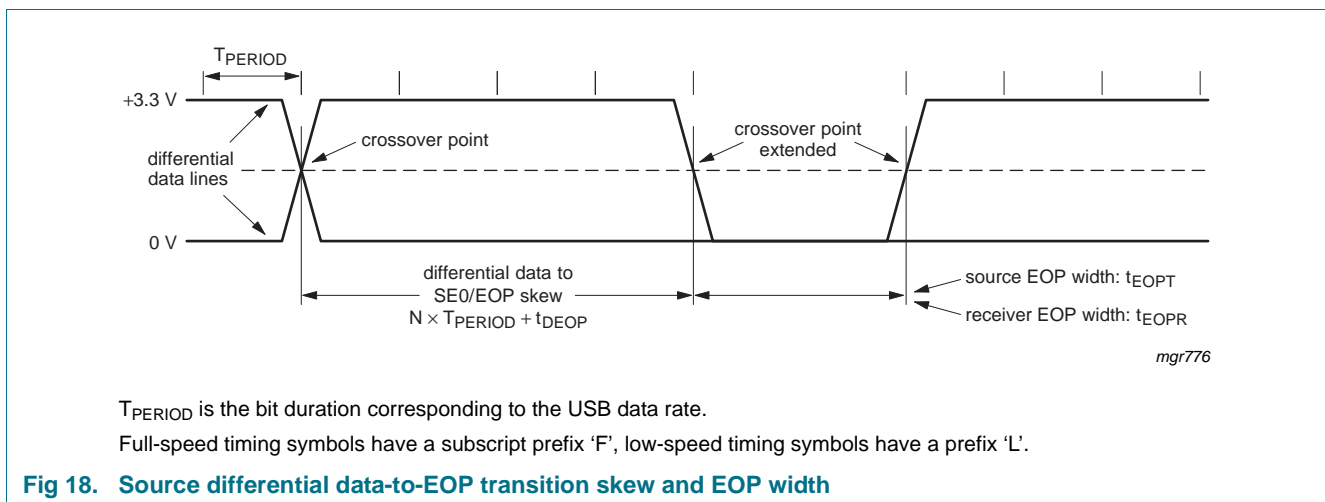 TPERIOD
+3.3 V
crossover point
crossover point
extended
differential
data lines
0 V
differential data to
SE0/EOP skew
N × TPERIOD + tDEOP
source EOP width: tEOPT
receiver EOP width: tEOPR
mgr776
TPERIOD is the bit duration corresponding to the USB data rate.
Full-speed timing symbols have a subscript prefix ‘F’, low-speed timing symbols have a prefix ‘L’.
Fig 18. Source differential data-to-EOP transition skew and EOP width